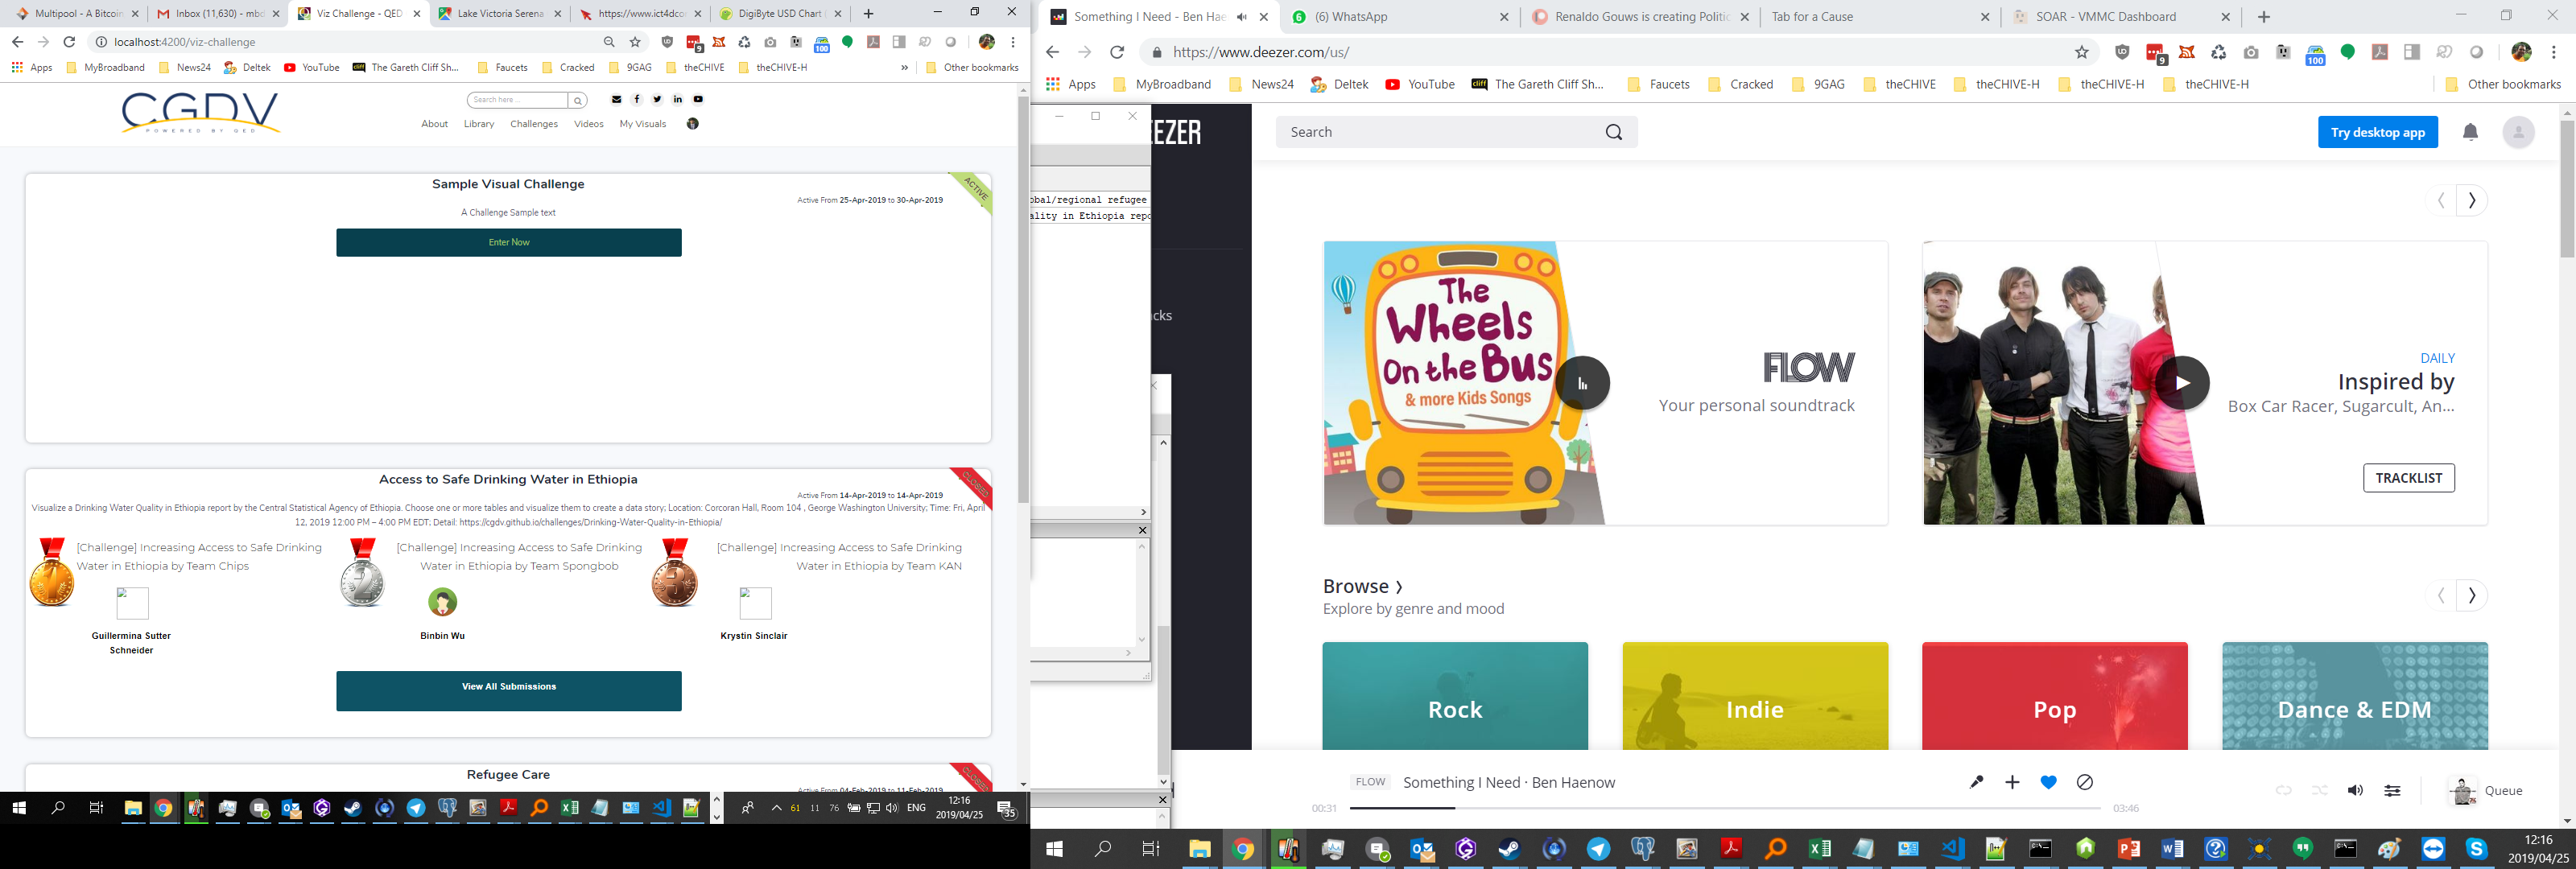 Multipool - A Bitcoin
Inbox (11,630) - mbd
Viz Challenge - QED
Lake Victoria Serena
https://www.ict4dcon
DigiByte USD Chart
localhost:4200/viz-challenge
Apps
MyBroadband
News24
Deltek
YouTube
The Gareth Cliff Sh...
Faucets
Cracked
9GAG
theCHIVE
theCHIVE-H
»
Other bookmarks
CGDV
POWERED BY QED
Search here ...
About
Library
Challenges
Videos
My Visuals
Sample Visual Challenge
ACTIVE
Active From 25-Apr-2019 to 30-Apr-2019
A Challenge Sample text
Enter Now
Access to Safe Drinking Water in Ethiopia
CLOSED
Active From 14-Apr-2019 to 14-Apr-2019
Visualize a Drinking Water Quality in Ethiopia report by the Central Statistical Agency of Ethiopia. Choose one or more tables and visualize them to create a data story; Location: Corcoran Hall, Room 104 , George Washington University; Time: Fri, April
12, 2019 12:00 PM – 4:00 PM EDT; Detail: https://cgdv.github.io/challenges/Drinking-Water-Quality-in-Ethiopia/
1
[Challenge] Increasing Access to Safe Drinking
Water in Ethiopia by Team Chips
Guillermina Sutter
Schneider
2
[Challenge] Increasing Access to Safe Drinking
Water in Ethiopia by Team Spongbob
Binbin Wu
3
[Challenge] Increasing Access to Safe Drinking
Water in Ethiopia by Team KAN
Krystin Sinclair
View All Submissions
Refugee Care
CLOSED
Active From 04-Feb-2019 to 11-Feb-2019
61
11
76
ENG
12:16
2019/04/25
35
Something I Need - Ben Hae
(6) WhatsApp
Renaldo Gouws is creating Politic
Tab for a Cause
SOAR - VMMC Dashboard
https://www.deezer.com/us/
9
100
Apps
MyBroadband
News24
Deltek
YouTube
The Gareth Cliff Sh...
Faucets
Cracked
9GAG
theCHIVE
theCHIVE-H
theCHIVE-H
theCHIVE-H
Other bookmarks
EEZER
obal/regional refugee
ality in Ethiopia repo
acks
Search
Try desktop app
The
Wheels
On the Bus
& more Kids Songs
FLOW
Your personal soundtrack
DAILY
Inspired by
Box Car Racer, Sugarcult, An...
TRACKLIST
Browse
Explore by genre and mood
Rock
Indie
Pop
Dance & EDM
FLOW
Something I Need · Ben Haenow
00:31
03:46
Queue
12:16
2019/04/25